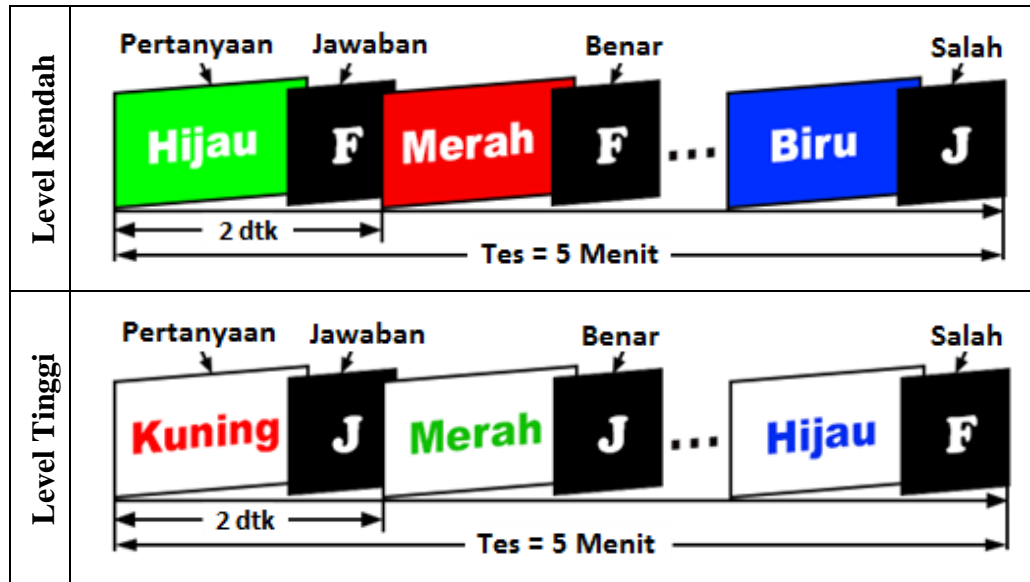 Level Rendah
Pertanyaan Jawaban Benar Salah
Hijau F Merah F ... Biru J
2 dtk
Tes = 5 Menit
Level Tinggi
Pertanyaan Jawaban Benar Salah
Kuning J Merah J ... Hijau F
2 dtk
Tes = 5 Menit